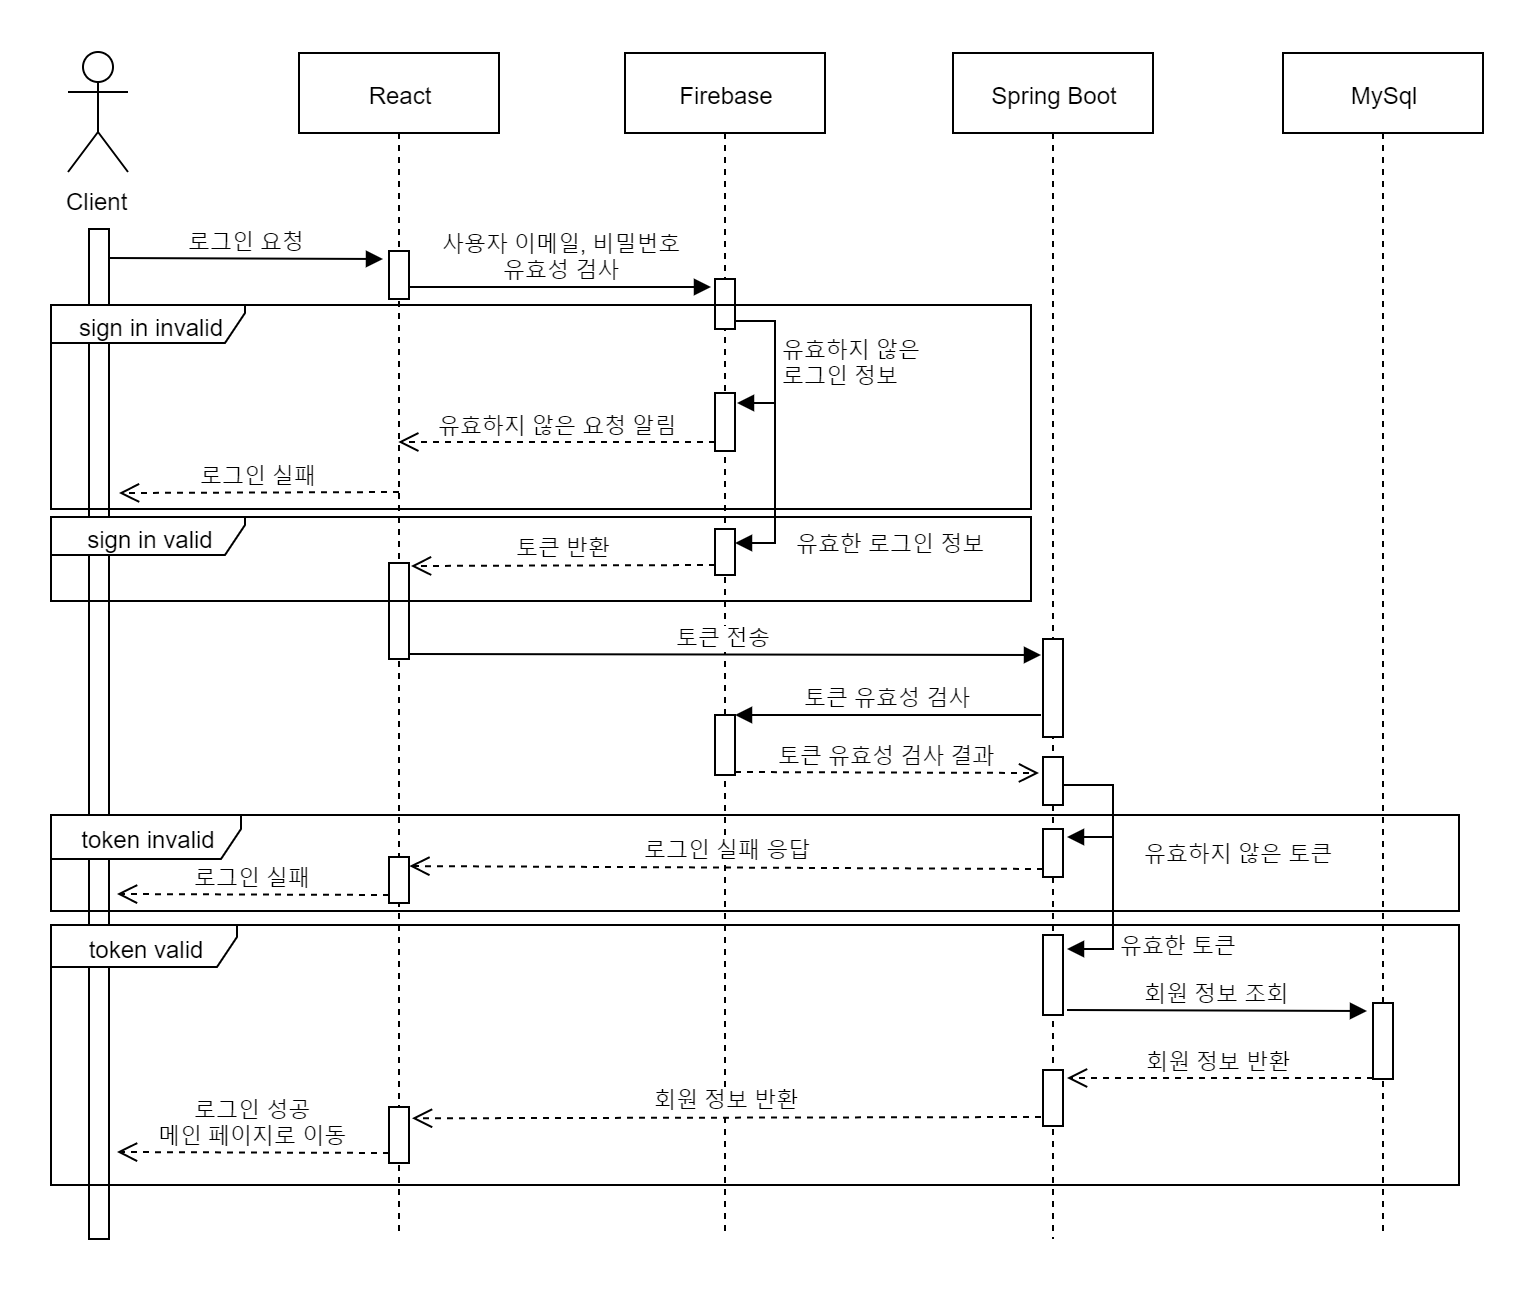 React
Firebase
Spring Boot
MySql
Client
로그인 요청
사용자 이메일, 비밀번호
유효성 검사
sign in invalid
유효하지 않은
로그인 정보
유효하지 않은 요청 알림
로그인 실패
sign in valid
토큰 반환
유효한 로그인 정보
토큰 전송
토큰 유효성 검사
토큰 유효성 검사 결과
token invalid
로그인 실패 응답
유효하지 않은 토큰
로그인 실패
token valid
유효한 토큰
회원 정보 조회
회원 정보 반환
회원 정보 반환
로그인 성공
메인 페이지로 이동